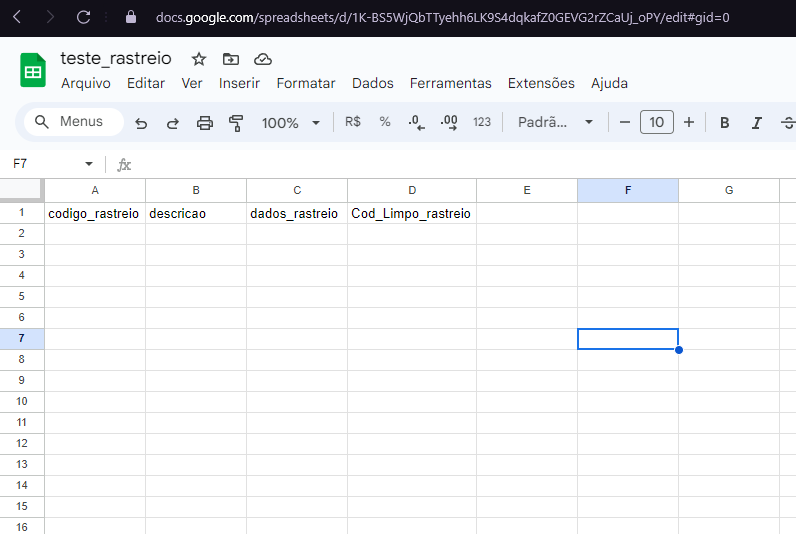 docs.google.com/spreadsheets/d/1K-BS5WjQbTTyehh6LK9S4dqkafZ0GEVG2rZCaUj_oPY/edit#gid=0
teste_rastreio
Arquivo Editar Ver Inserir Formatar Dados Ferramentas Extensões Ajuda
Menus 100% R$ % .0 .00 123 Padrã... 10 B I S
F7 fx
A B C D E F G
1 codigo_rastreio descricao dados_rastreio Cod_Limpo_rastreio
2
3
4
5
6
7
8
9
10
11
12
13
14
15
16